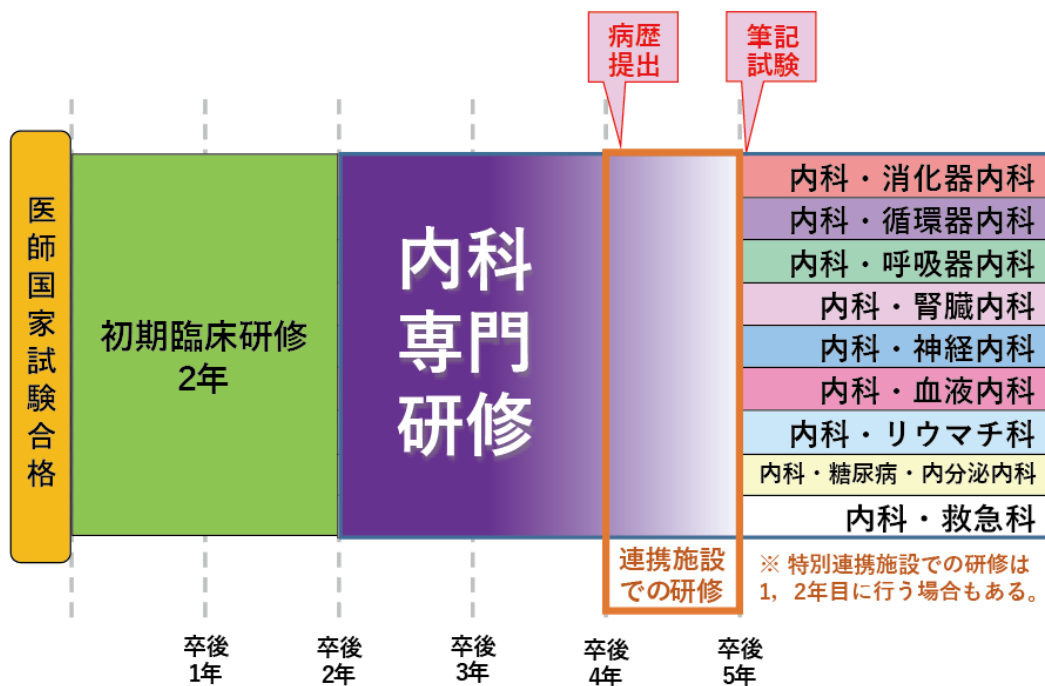 病歴
提出
筆記
試験
医師国家試験合格
初期臨床研修
2年
内科
専門
研修
内科・消化器内科
内科・循環器内科
内科・呼吸器内科
内科・腎臓内科
内科・神経内科
内科・血液内科
内科・リウマチ科
内科・糖尿病・内分泌内科
内科・救急科
連携施設
での研修
※ 特別連携施設での研修は
1，2年目に行う場合もある。
卒後
1年
卒後
2年
卒後
3年
卒後
4年
卒後
5年